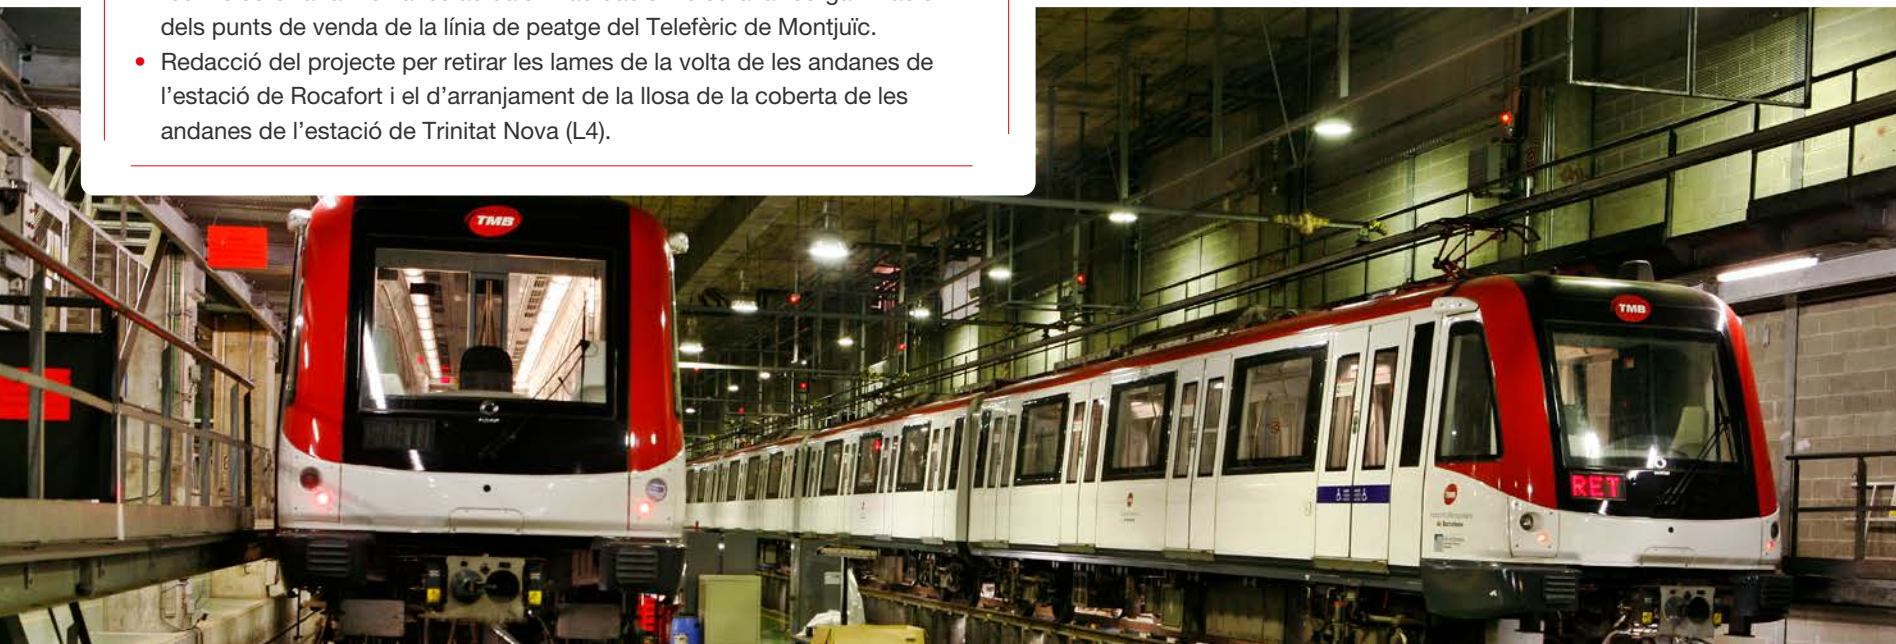 dels punts de venda de la línia de peatge del Telefèric de Montjuïc.
• Redacció del projecte per retirar les lames de la volta de les andanes de
l’estació de Rocafort i el d’arranjament de la llosa de la coberta de les
andanes de l’estació de Trinitat Nova (L4).
TMB
TMB
RET
TMB